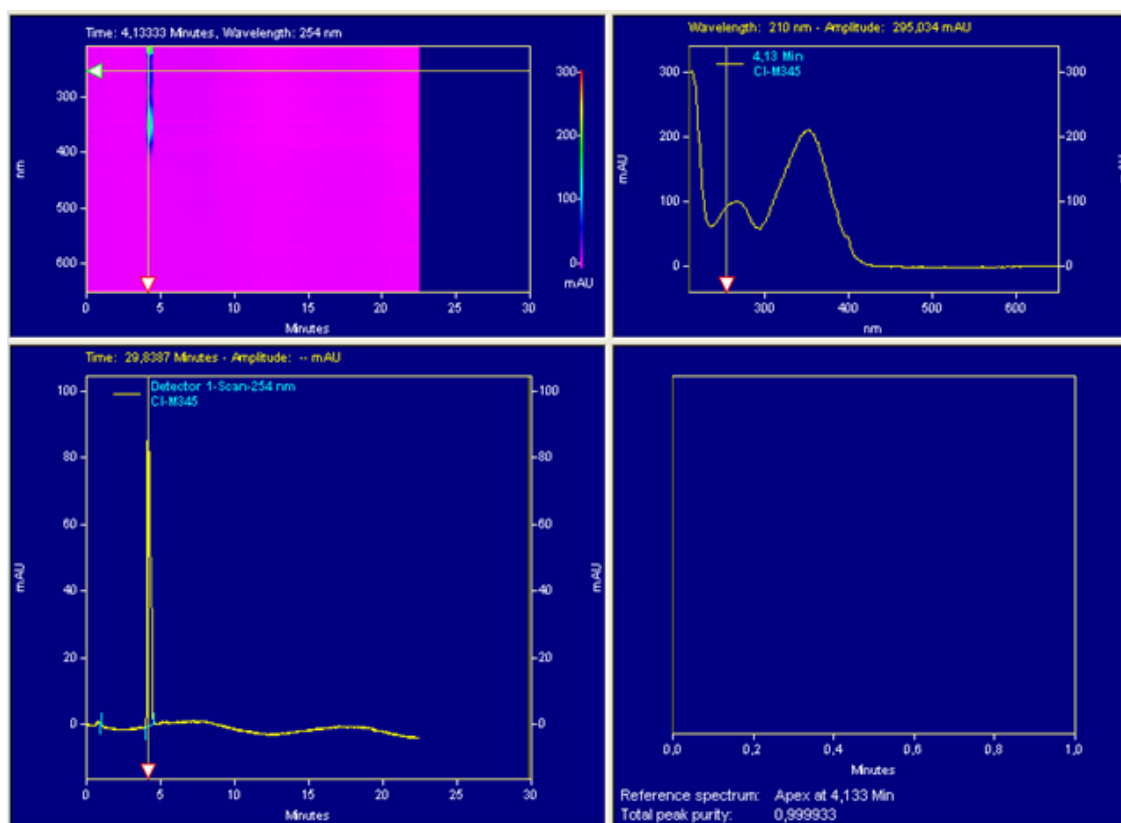 Time: 4,13333 Minutes, Wavelength: 254 nm
300
400
500
600
nm
0
5
10
15
20
25
30
Minutes
300
200
100
0
mAU
Wavelength: 210 nm - Amplitude: 295,034 mAU
4,13 Min
CI-M345
300
200
100
0
mAU
300
200
100
0
mAU
300
400
500
600
nm
Time: 29,8387 Minutes - Amplitude: -- mAU
Detector 1-Scan-254 nm
CI-M345
100
80
60
40
20
0
mAU
100
80
60
40
20
0
mAU
0
5
10
15
20
25
30
Minutes
0,0
0,2
0,4
0,6
0,8
1,0
Minutes
Reference spectrum: Apex at 4,133 Min
Total peak purity: 0,999933